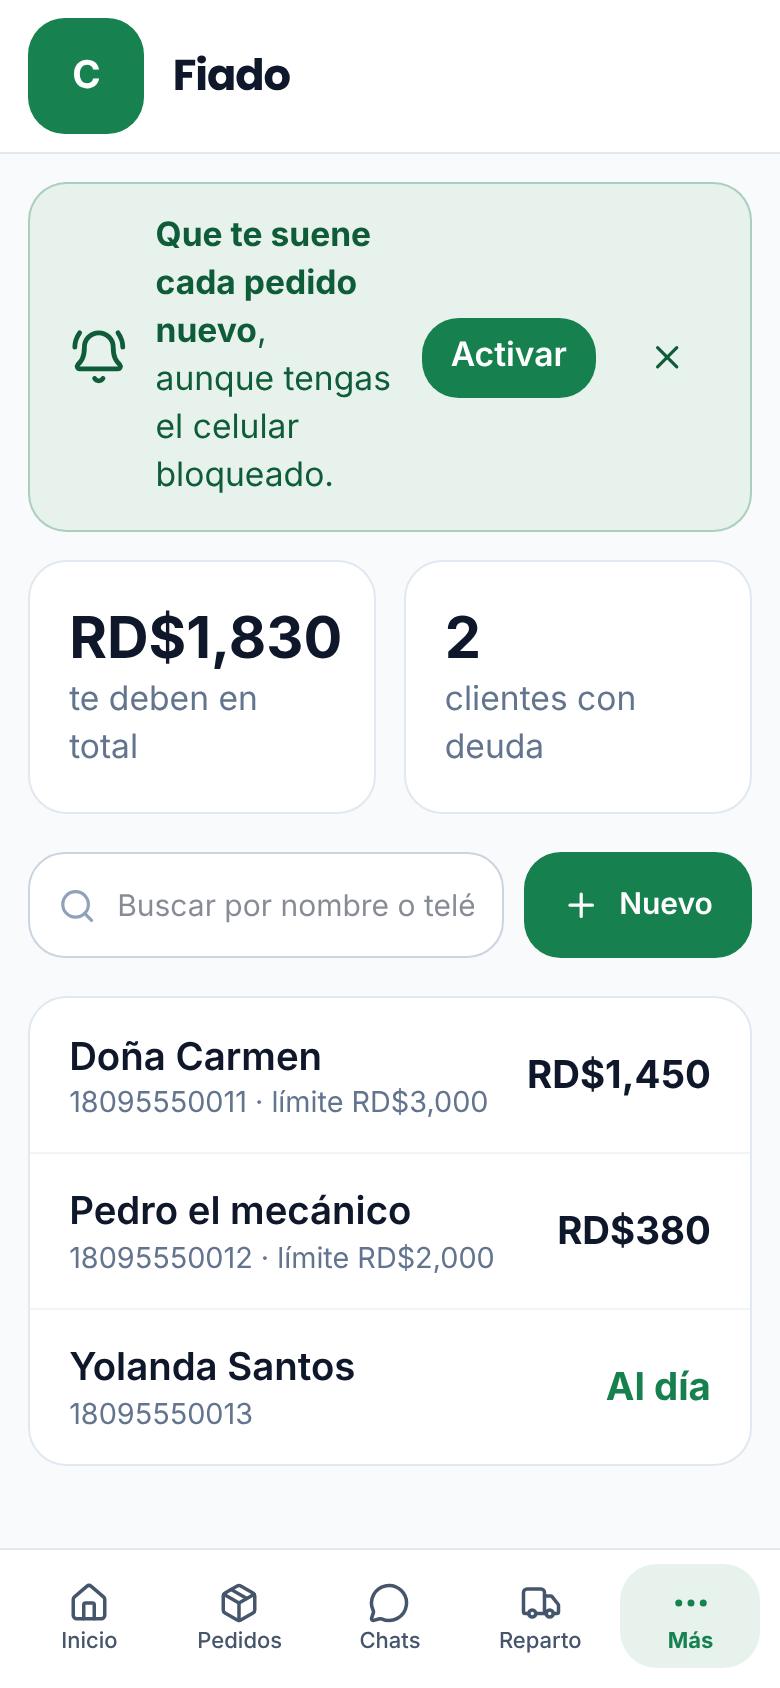 C
Fiado
Que te suene
cada pedido
nuevo,
aunque tengas
el celular
bloqueado.
Activar
RD$1,830
te deben en
total
2
clientes con
deuda
Buscar por nombre o telé
Nuevo
Doña Carmen
18095550011 · límite RD$3,000
RD$1,450
Pedro el mecánico
18095550012 · límite RD$2,000
RD$380
Yolanda Santos
18095550013
Al día
Inicio
Pedidos
Chats
Reparto
Más